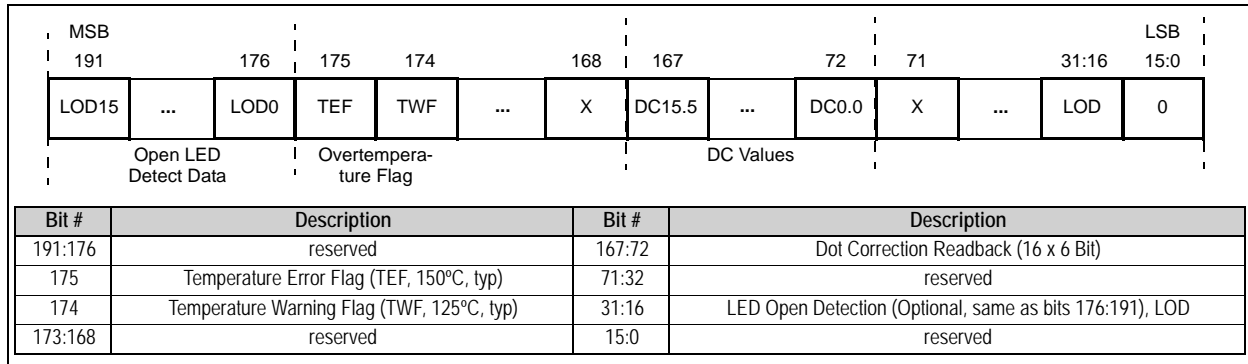 MSB LSB
191 176 175 174 168 167 72 71 31:16 15:0
LOD15 ... LOD0 TEF TWF ... X DC15.5 ... DC0.0 X ... LOD 0
Open LED Detect Data
Overtempera-
ture Flag
DC Values
Bit # Description Bit # Description
191:176 reserved 167:72 Dot Correction Readback (16 x 6 Bit)
175 Temperature Error Flag (TEF, 150ºC, typ) 71:32 reserved
174 Temperature Warning Flag (TWF, 125ºC, typ) 31:16 LED Open Detection (Optional, same as bits 176:191), LOD
173:168 reserved 15:0 reserved